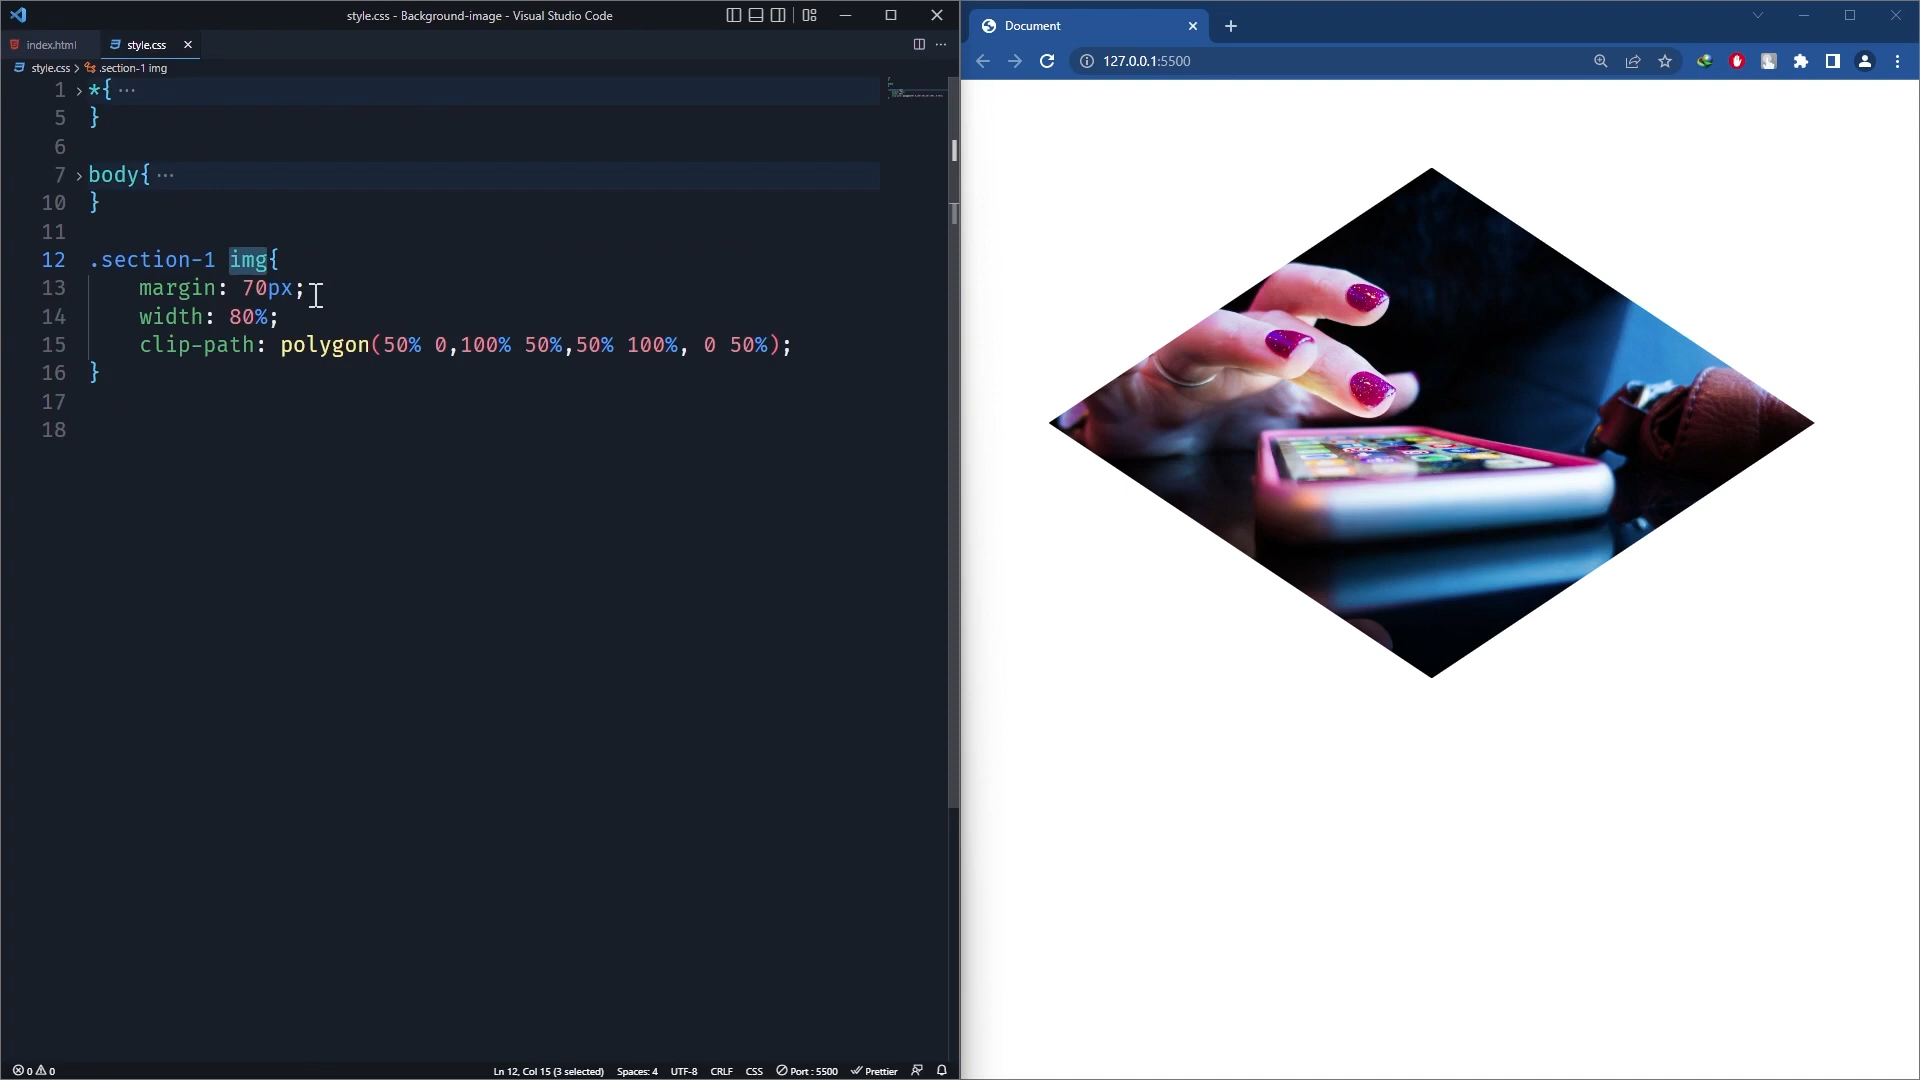 style.css - Background-image - Visual Studio Code
index.html
style.css
style.css > .section-1 img
1 *{ ...
5 }
6
7 body{ ...
10 }
11
12 .section-1 img{
13 margin: 70px;
14 width: 80%;
15 clip-path: polygon(50% 0,100% 50%,50% 100%, 0 50%);
16 }
17
18
0 0 Ln 12, Col 15 (3 selected) Spaces: 4 UTF-8 CRLF CSS Port : 5500 Prettier
Document
127.0.0.1:5500